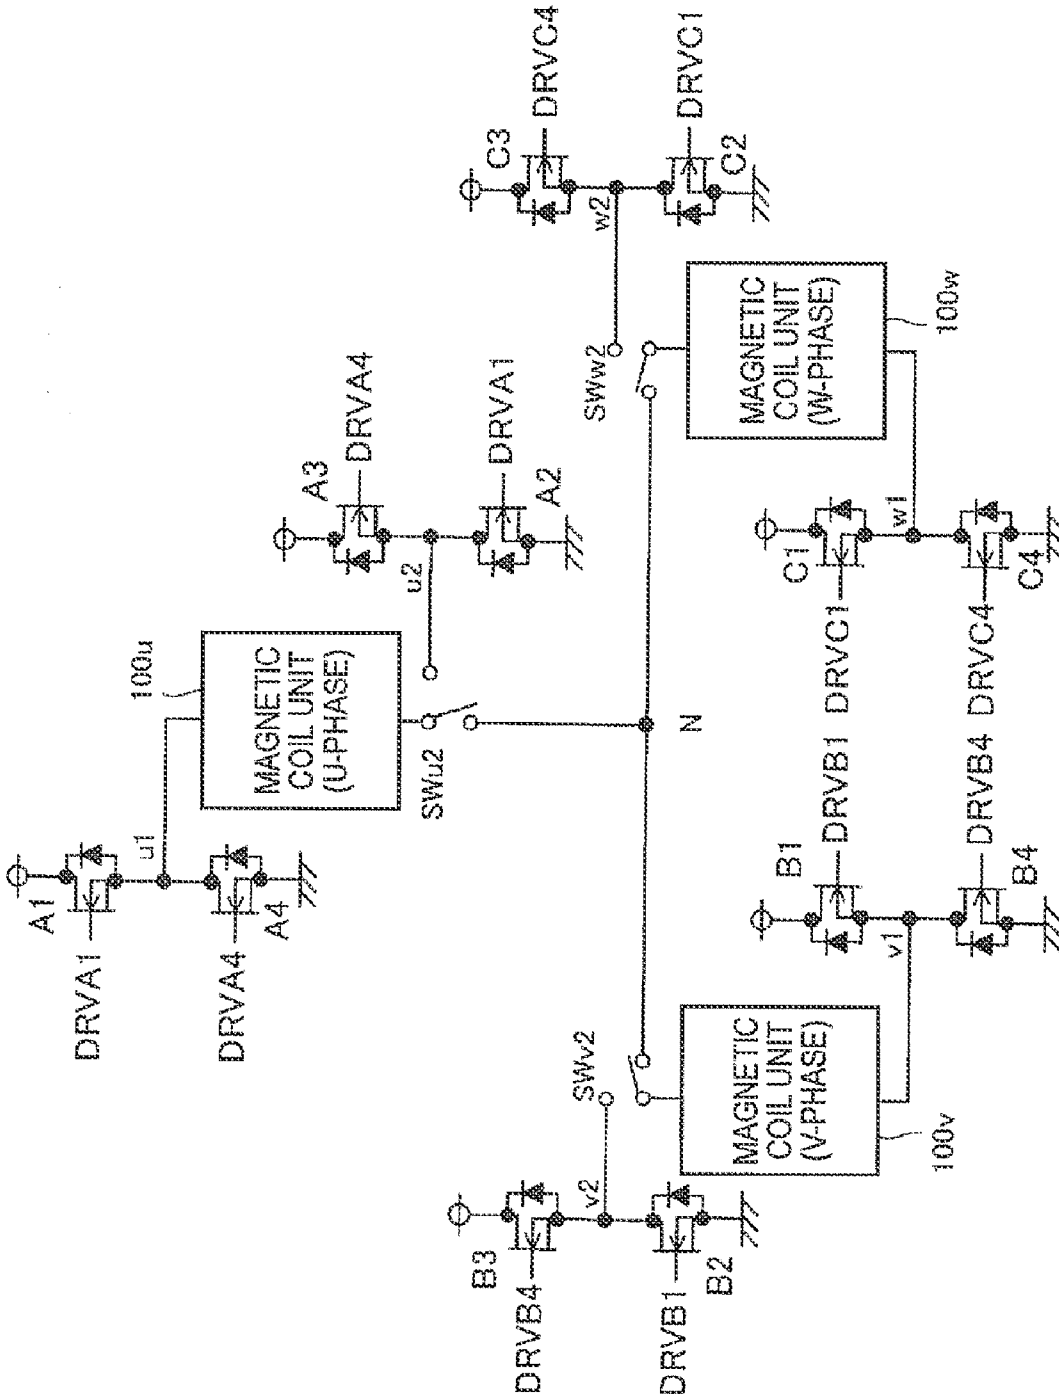 DRVA1
A1
DRVA4
A4
u1
100u
MAGNETIC
COIL UNIT
(U-PHASE)
SWu2
u2
A3
DRVA4
A2
DRVA1
N
B3
DRVB4
B2
DRVB1
v2
SWv2
MAGNETIC
COIL UNIT
(V-PHASE)
100v
v1
B1
DRVB1
B4
DRVB4
C3
DRVC4
C2
DRVC1
w2
SWw2
MAGNETIC
COIL UNIT
(W-PHASE)
100w
w1
C1
DRVC1
C4
DRVC4